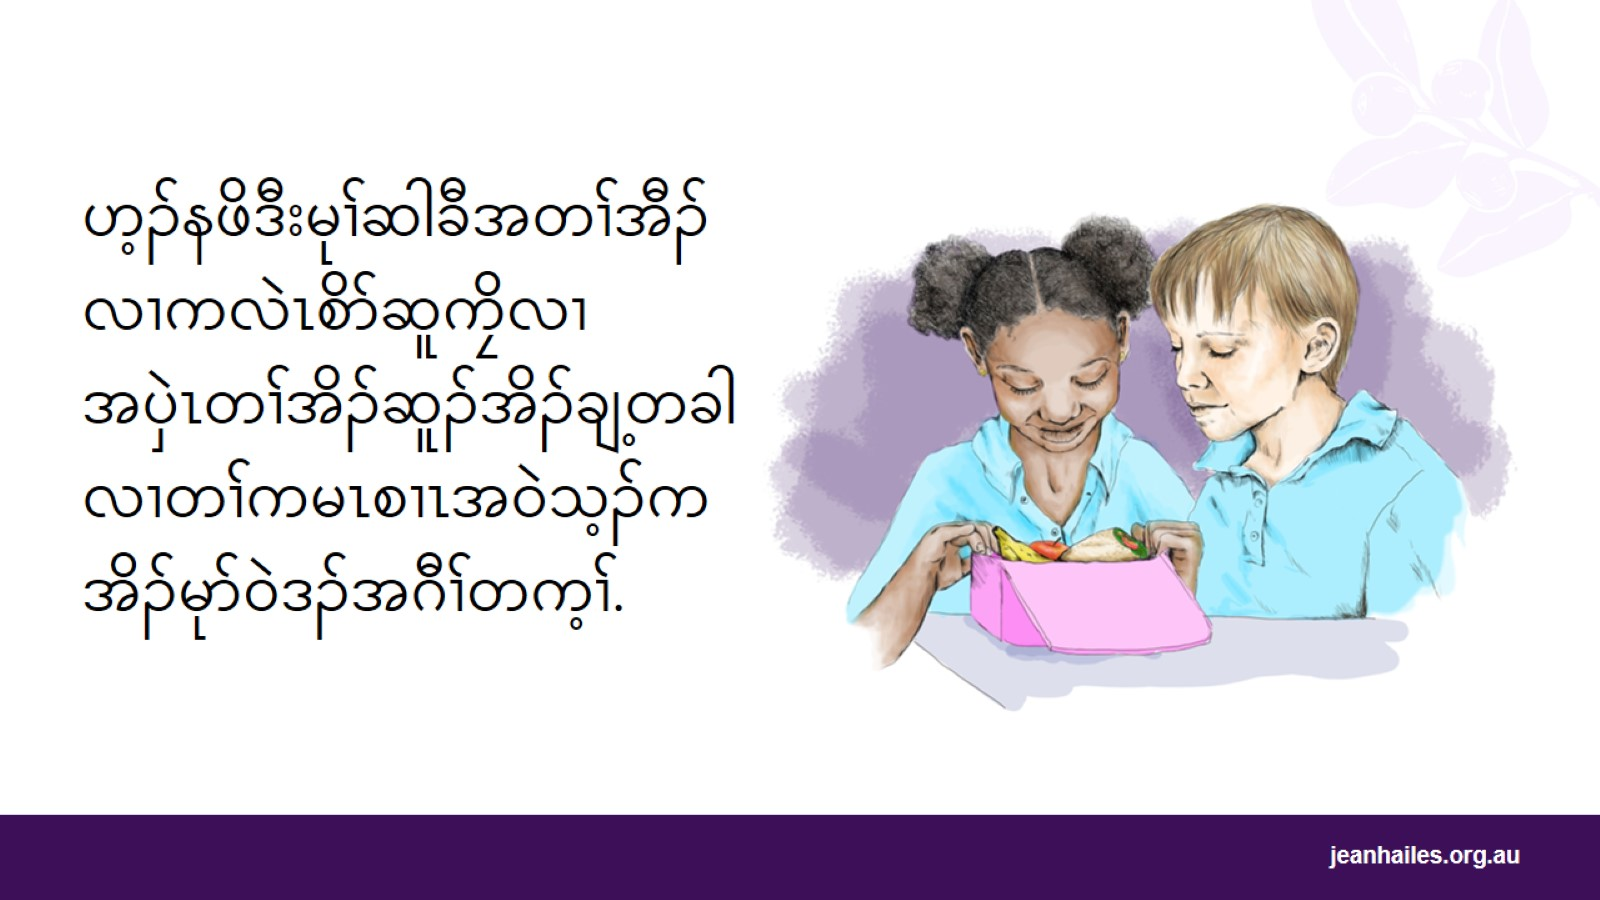 ဟ့ၣ်နဖိဒီးမုၢ်ဆါခီအတၢ်အီၣ်
လၢကလဲၤစိာ်ဆူကၠိလၢ
အပှဲၤတၢ်အိၣ်ဆူၣ်အိၣ်ချ့တခါ
လၢတၢ်ကမၤစၢၤအဝဲသ့ၣ်က
အိၣ်မုာ်ဝဲဒၣ်အဂီၢ်တက့ၢ်.
jeanhailes.org.au